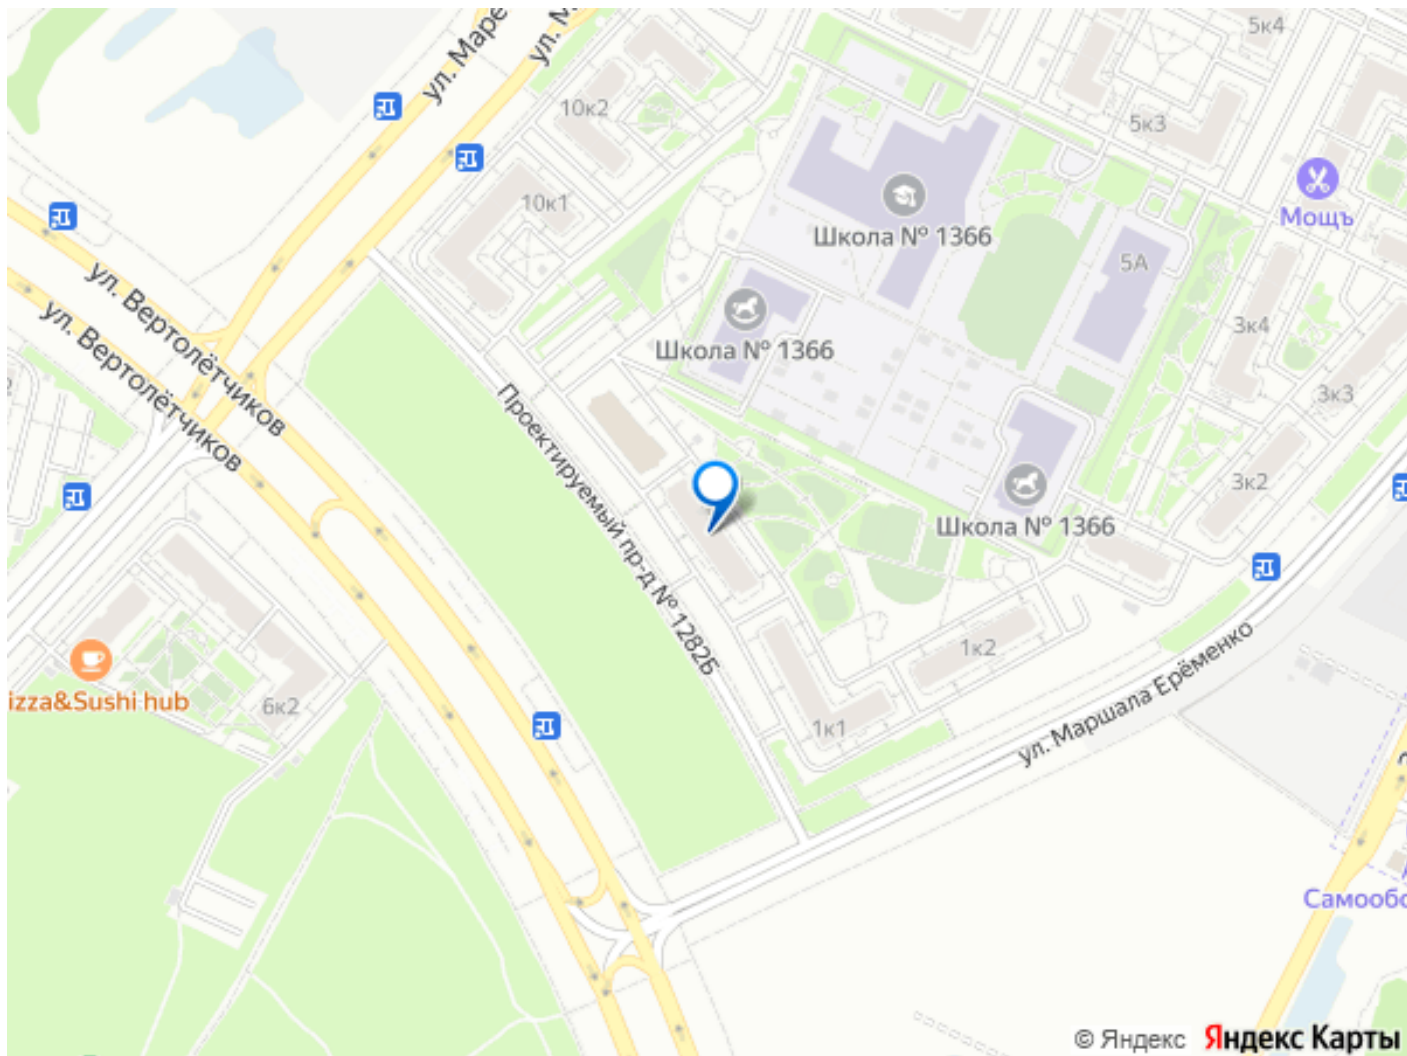 5к4
ул. Маре
ул. М
10к2
5к3
10к1
Мощъ
Школа № 1366
5А
ул. Вертолётчиков
ул. Вертолётчиков
3к4
Школа № 1366
3к3
Проектируемый пр-д № 1282Б
3к2
Школа № 1366
1к2
izza&Sushi hub
6к2
1к1
ул. Маршала Ерёменко
Самообс
© Яндекс Яндекс Карты